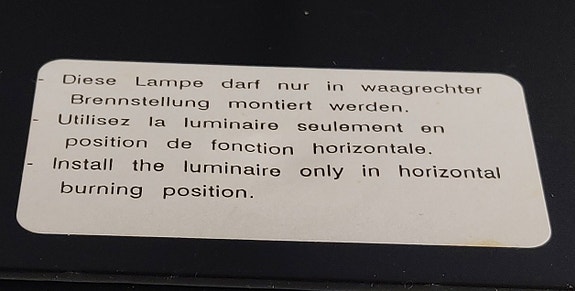 - Diese Lampe darf nur in waagrechter
Brennstellung montiert werden.
- Utilisez la luminaire seulement en
position de fonction horizontale.
- Install the luminaire only in horizontal
burning position.